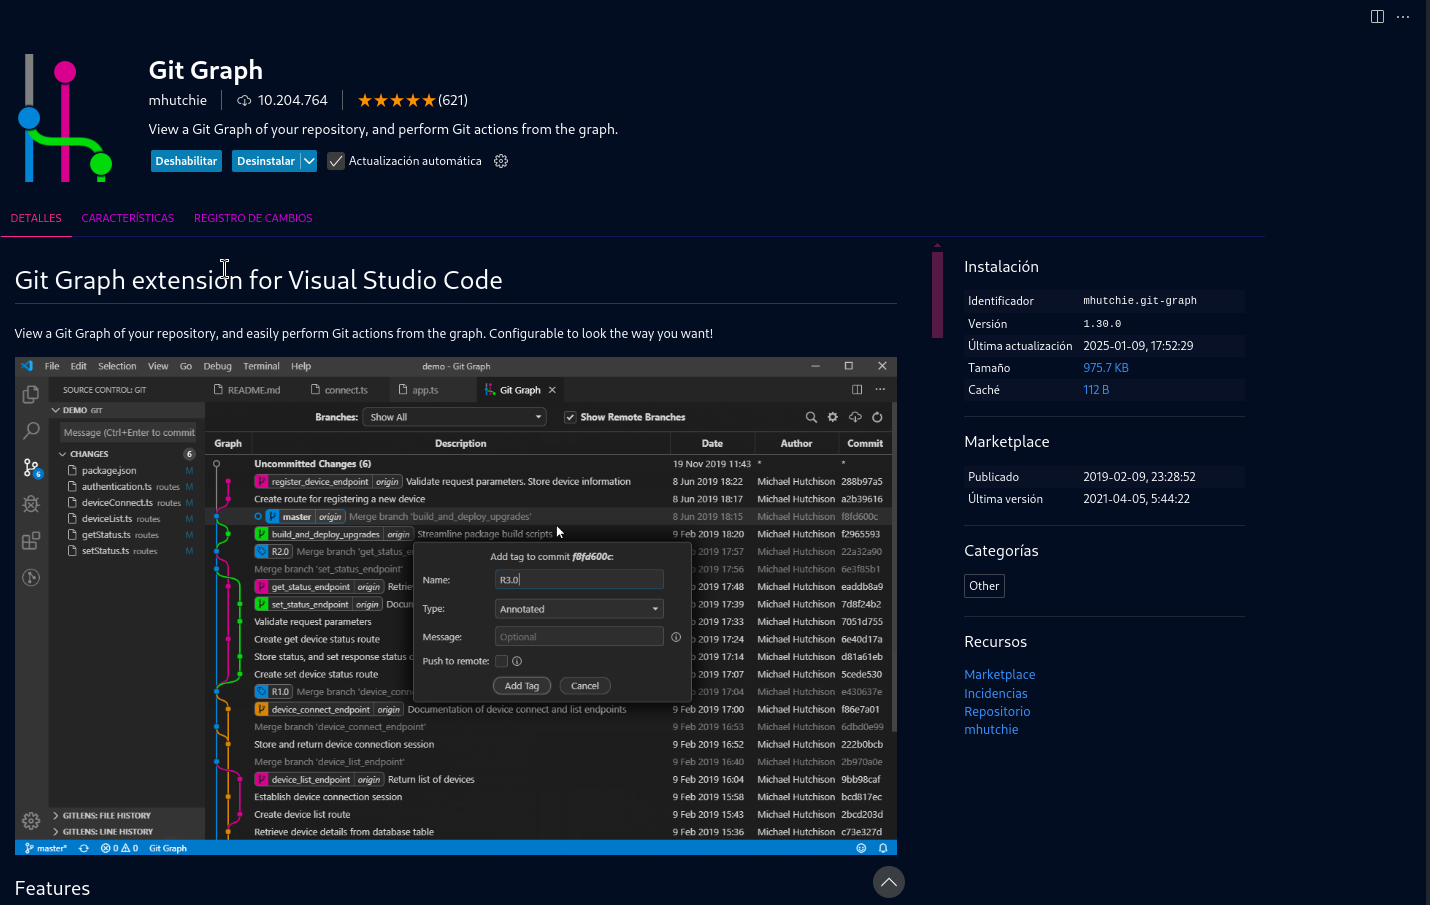 Git Graph
mhutchie 10.204.764 (621)
View a Git Graph of your repository, and perform Git actions from the graph.
Deshabilitar Desinstalar Actualización automática
DETALLES CARACTERÍSTICAS REGISTRO DE CAMBIOS
Git Graph extension for Visual Studio Code
View a Git Graph of your repository, and easily perform Git actions from the graph. Configurable to look the way you want!
File Edit Selection View Go Debug Terminal Help demo - Git Graph
SOURCE CONTROL: GIT README.md connect.ts app.ts Git Graph
DEMO GIT
Message (Ctrl+Enter to commit
CHANGES 6
package.json M
authentication.ts routes M
deviceConnect.ts routes M
deviceList.ts routes M
getStatus.ts routes M
setStatus.ts routes M
6
GITLENS: FILE HISTORY
GITLENS: LINE HISTORY
Branches: Show All Show Remote Branches
Graph Description Date Author Commit
Uncommitted Changes (6) 19 Nov 2019 11:43 * *
register_device_endpoint origin Validate request parameters. Store device information 8 Jun 2019 18:22 Michael Hutchison 288b97a5
Create route for registering a new device 8 Jun 2019 18:17 Michael Hutchison a2b39616
master origin Merge branch 'build_and_deploy_upgrades' 8 Jun 2019 18:15 Michael Hutchison f8fd600c
build_and_deploy_upgrades origin Streamline package build scripts 9 Feb 2019 18:20 Michael Hutchison f2965593
R2.0 Merge branch 'get_status_e 2019 17:57 Michael Hutchison 22a32a90
Merge branch 'set_status_endpoint' 2019 17:56 Michael Hutchison 6e3f85b1
get_status_endpoint origin Retrie 2019 17:48 Michael Hutchison eaddb8a9
set_status_endpoint origin Docum 2019 17:39 Michael Hutchison 7d8f24b2
Validate request parameters 2019 17:33 Michael Hutchison 7051d755
Create get device status route 2019 17:24 Michael Hutchison 6e40d17a
Store status, and set response status c 2019 17:14 Michael Hutchison d81a61eb
Create set device status route 2019 17:07 Michael Hutchison 5cede530
R1.0 Merge branch 'device_conn 2019 17:04 Michael Hutchison e430637e
device_connect_endpoint origin Documentation of device connect and list endpoints 9 Feb 2019 17:00 Michael Hutchison f86e7a01
Merge branch 'device_connect_endpoint' 9 Feb 2019 16:53 Michael Hutchison 6dbd0e99
Store and return device connection session 9 Feb 2019 16:52 Michael Hutchison 222b0bcb
Merge branch 'device_list_endpoint' 9 Feb 2019 16:40 Michael Hutchison 2b970a0e
device_list_endpoint origin Return list of devices 9 Feb 2019 16:04 Michael Hutchison 9bb98caf
Establish device connection session 9 Feb 2019 15:58 Michael Hutchison bcd817ec
Create device list route 9 Feb 2019 15:43 Michael Hutchison 2bcd203d
Retrieve device details from database table 9 Feb 2019 15:36 Michael Hutchison c73e327d
Add tag to commit f8fd600c:
Name: R3.0
Type: Annotated
Message: Optional
Push to remote:
Add Tag Cancel
master* 0 0 Git Graph
Features
Instalación
Identificador mhutchie.git-graph
Versión 1.30.0
Última actualización 2025-01-09, 17:52:29
Tamaño 975.7 KB
Caché 112 B
Marketplace
Publicado 2019-02-09, 23:28:52
Última versión 2021-04-05, 5:44:22
Categorías
Other
Recursos
Marketplace
Incidencias
Repositorio
mhutchie